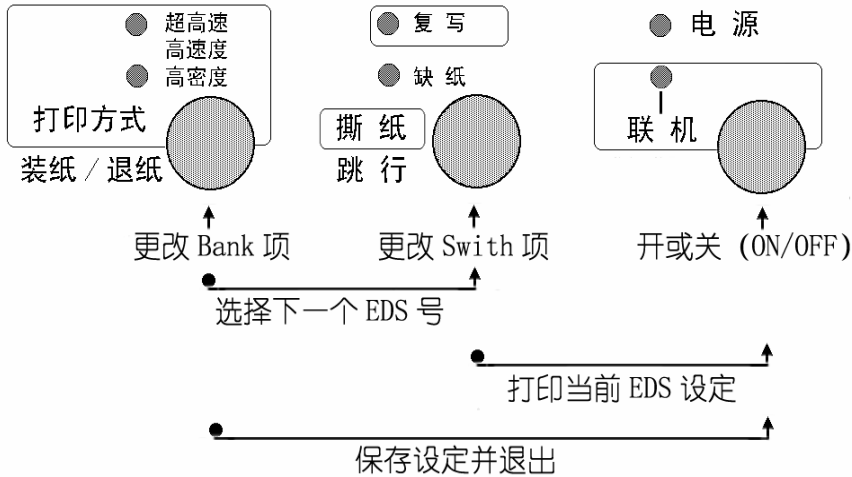 超高速
高速度
高密度
打印方式
装纸/退纸
复写
缺纸
撕纸
跳行
电源
联机
更改 Bank 项
更改 Swith 项
开或关 (ON/OFF)
选择下一个 EDS 号
打印当前 EDS 设定
保存设定并退出